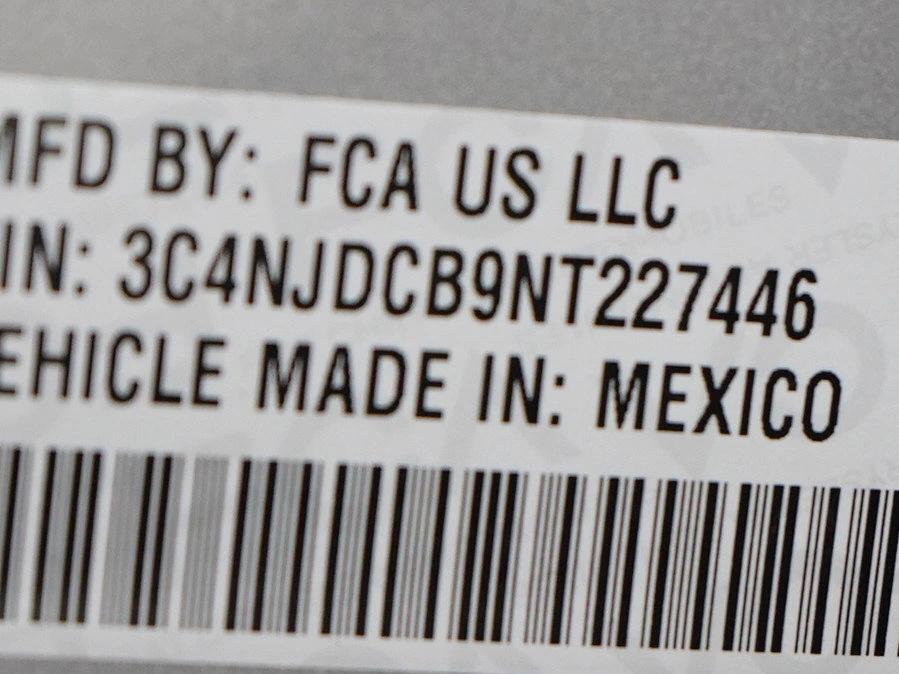 MFD BY: FCA US LLC
IN: 3C4NJDCB9NT227446
EHICLE MADE IN: MEXICO